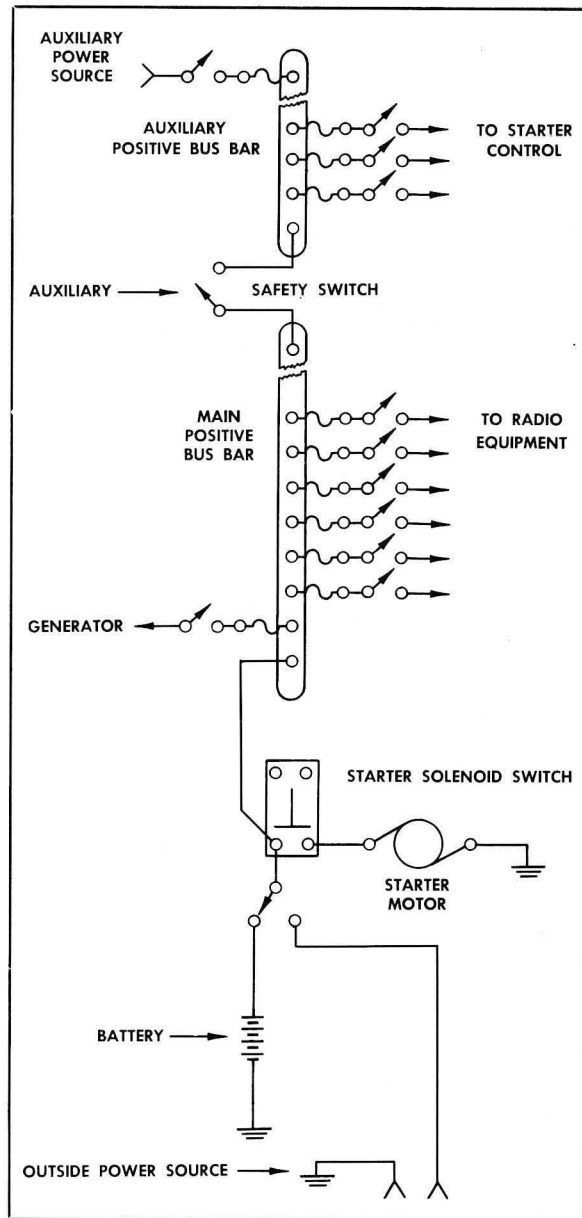 AUXILIARY
POWER
SOURCE
AUXILIARY
POSITIVE BUS BAR
TO STARTER
CONTROL
AUXILIARY
SAFETY SWITCH
MAIN
POSITIVE
BUS BAR
TO RADIO
EQUIPMENT
GENERATOR
STARTER SOLENOID SWITCH
STARTER
MOTOR
BATTERY
OUTSIDE POWER SOURCE